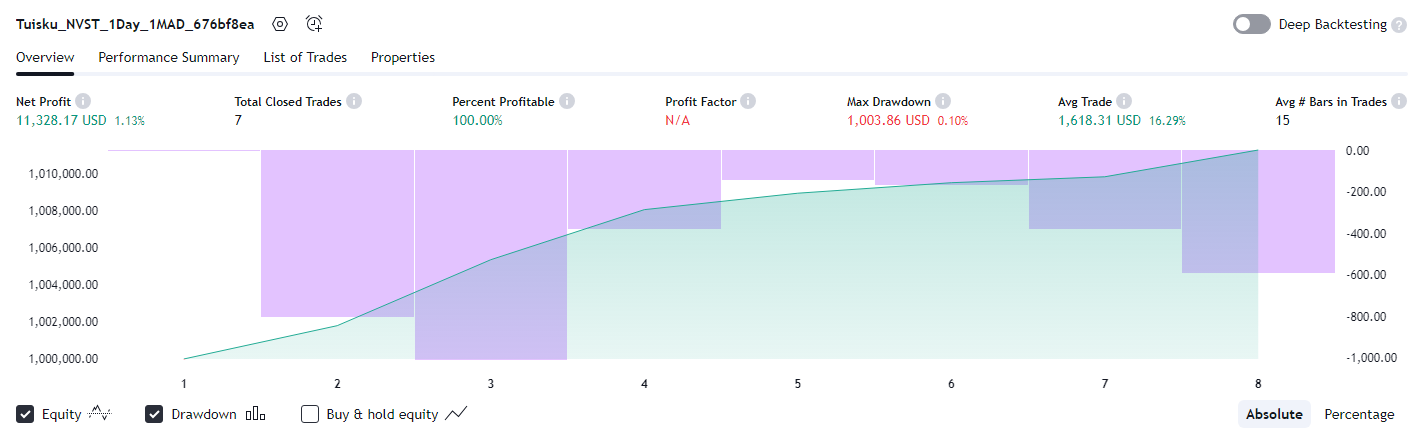 Tuisku_NVST_1Day_1MAD_676bf8ea
Deep Backtesting
Overview Performance Summary List of Trades Properties
Net Profit Total Closed Trades Percent Profitable Profit Factor Max Drawdown Avg Trade Avg # Bars in Trades
11,328.17 USD 1.13% 7 100.00% N/A 1,003.86 USD 0.10% 1,618.31 USD 16.29% 15
1,010,000.00
1,008,000.00
1,006,000.00
1,004,000.00
1,002,000.00
1,000,000.00
0.00
-200.00
-400.00
-600.00
-800.00
-1,000.00
1 2 3 4 5 6 7 8
Equity Drawdown Buy & hold equity Absolute Percentage